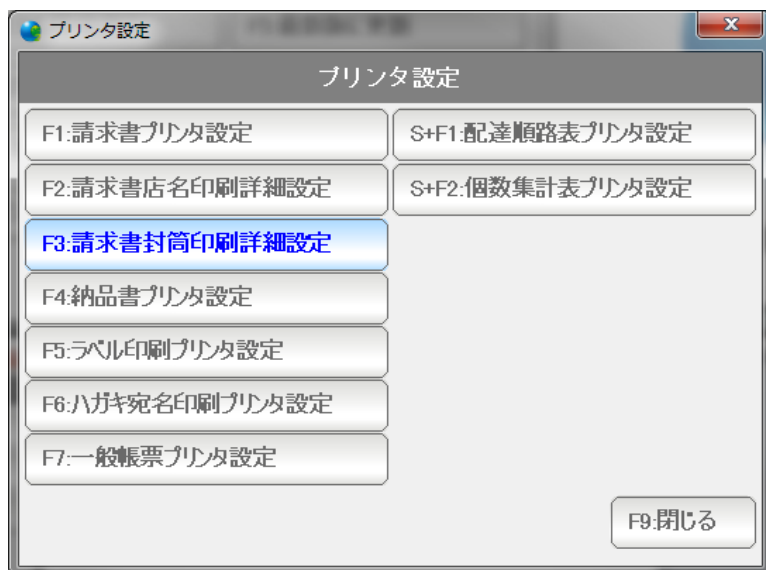 プリンタ設定
プリンタ設定
F1:請求書プリンタ設定
F2:請求書店名印刷詳細設定
F3:請求書封筒印刷詳細設定
F4:納品書プリンタ設定
F5:ラベル印刷プリンタ設定
F6:ハガキ宛名印刷プリンタ設定
F7:一般帳票プリンタ設定
S+F1:配達順路表プリンタ設定
S+F2:個数集計表プリンタ設定
F9:閉じる